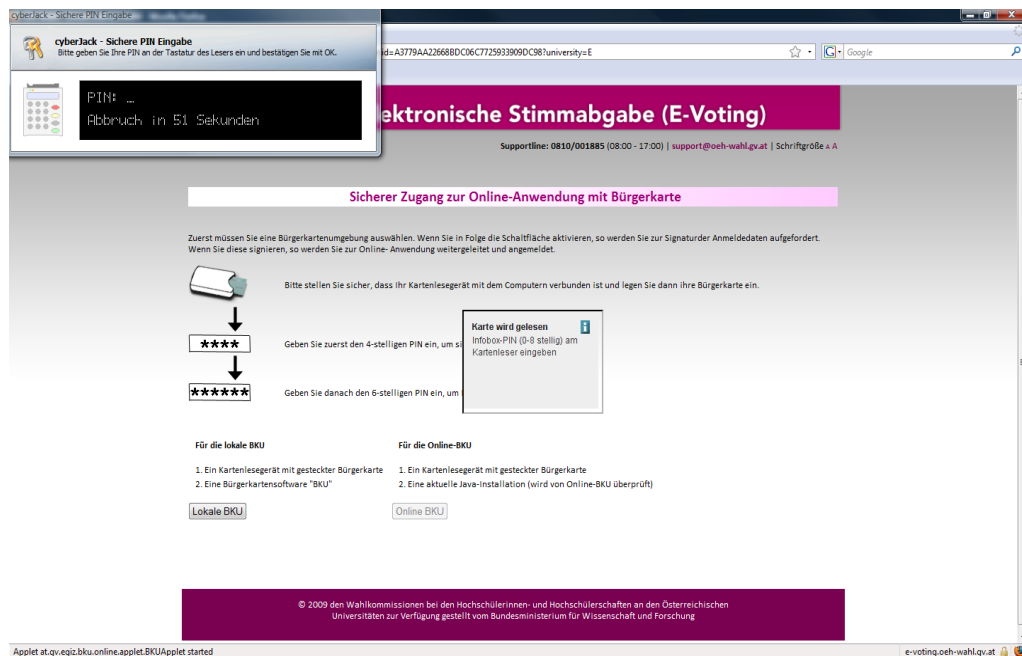 cyberJack - Sichere PIN Eingabe
cyberJack - Sichere PIN Eingabe
Bitte geben Sie Ihre PIN an der Tastatur des Lesers ein und bestätigen Sie mit OK.
PIN: _
Abbruch in 51 Sekunden
id=A3779AA22668BDC06C7725933909DC98?university=E
G Google
ektronische Stimmabgabe (E-Voting)
Supportline: 0810/001885 (08:00 - 17:00) | support@oeh-wahl.gv.at | Schriftgröße A A
Sicherer Zugang zur Online-Anwendung mit Bürgerkarte
Zuerst müssen Sie eine Bürgerkartenumgebung auswählen. Wenn Sie in Folge die Schaltfläche aktivieren, so werden Sie zur Signaturder Anmeldedaten aufgefordert.
Wenn Sie diese signieren, so werden Sie zur Online- Anwendung weitergeleitet und angemeldet.
Bitte stellen Sie sicher, dass Ihr Kartenlesegerät mit dem Computern verbunden ist und legen Sie dann ihre Bürgerkarte ein.
****
Geben Sie zuerst den 4-stelligen PIN ein, um si
******
Geben Sie danach den 6-stelligen PIN ein, um
Karte wird gelesen
i
Infobox-PIN (0-8 stellig) am
Kartenleser eingeben
Für die lokale BKU
1. Ein Kartenlesegerät mit gesteckter Bürgerkarte
2. Eine Bürgerkartensoftware "BKU"
Lokale BKU
Für die Online-BKU
1. Ein Kartenlesegerät mit gesteckter Bürgerkarte
2. Eine aktuelle Java-Installation (wird von Online-BKU überprüft)
Online BKU
© 2009 den Wahlkommissionen bei den Hochschülerinnen- und Hochschülerschaften an den Österreichischen
Universitäten zur Verfügung gestellt vom Bundesministerium für Wissenschaft und Forschung
Applet at.gv.egiz.bku.online.applet.BKUApplet started
e-voting.oeh-wahl.gv.at